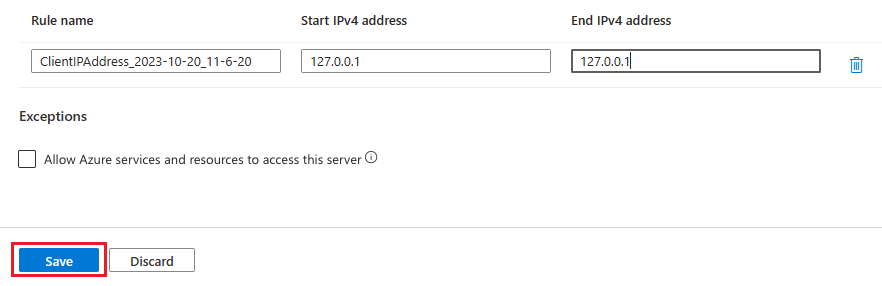 Rule name Start IPv4 address End IPv4 address
ClientIPAddress_2023-10-20_11-6-20 127.0.0.1 127.0.0.1
Exceptions
Allow Azure services and resources to access this server
Save Discard